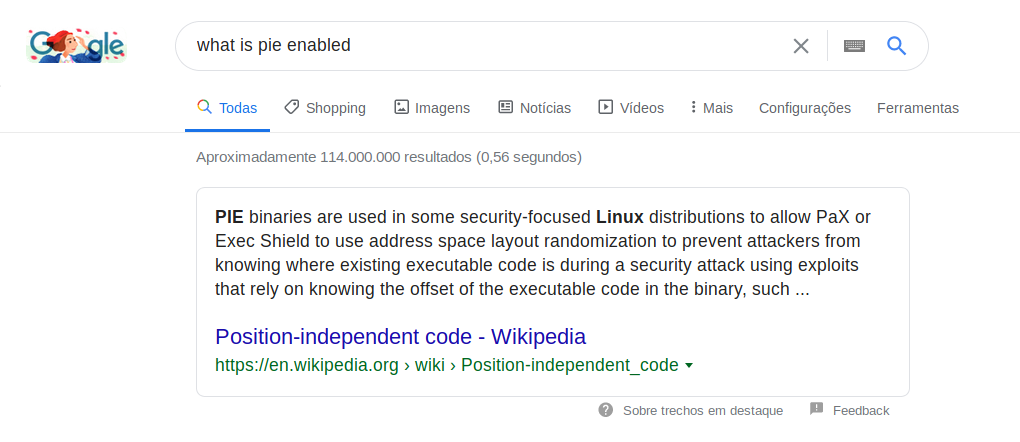 Google
what is pie enabled
Todas Shopping Imagens Notícias Vídeos Mais Configurações Ferramentas
Aproximadamente 114.000.000 resultados (0,56 segundos)
PIE binaries are used in some security-focused Linux distributions to allow PaX or
Exec Shield to use address space layout randomization to prevent attackers from
knowing where existing executable code is during a security attack using exploits
that rely on knowing the offset of the executable code in the binary, such ...
Position-independent code - Wikipedia
https://en.wikipedia.org › wiki › Position-independent_code
Sobre trechos em destaque Feedback